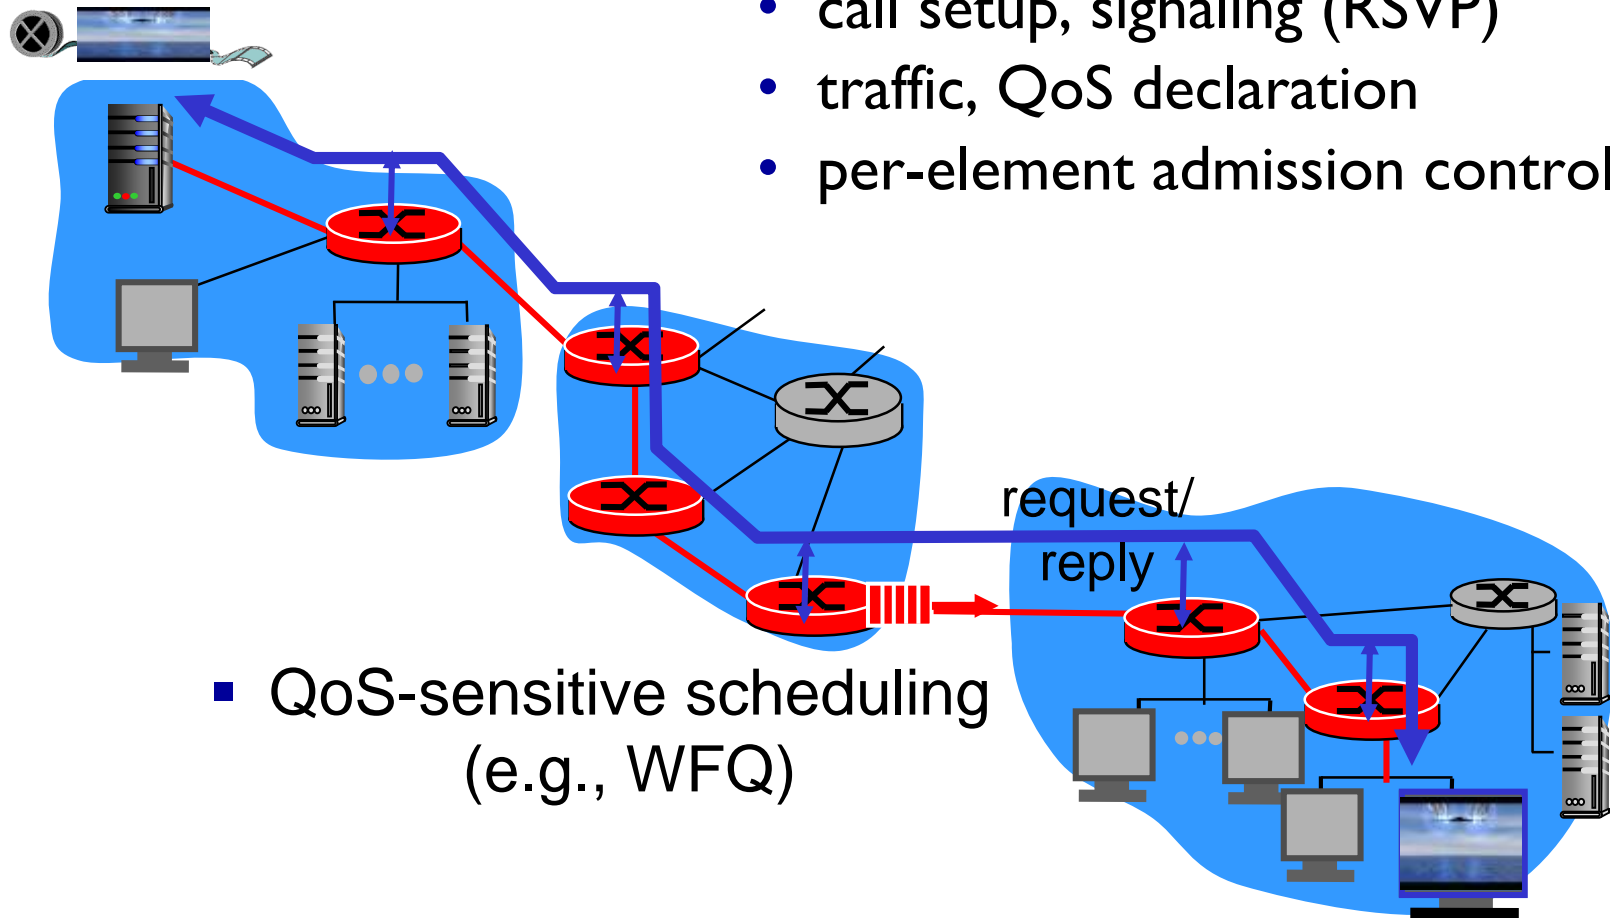 • call setup, signaling (RSVP)
• traffic, QoS declaration
• per-element admission control
request/
reply
▪ QoS-sensitive scheduling
(e.g., WFQ)